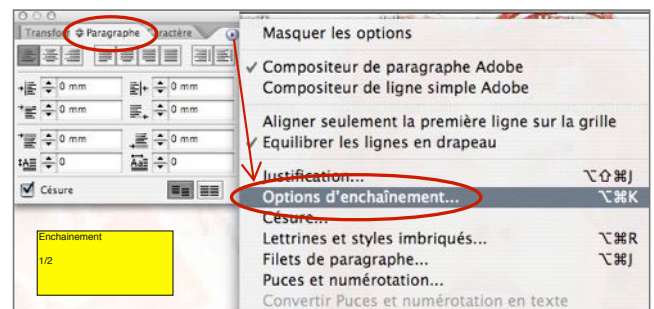 Transform Paragraphe Caractère
0 mm 0 mm
0 mm 0 mm
0 mm 0 mm
0 0
Césure
Enchainement
1/2
Masquer les options
Compositeur de paragraphe Adobe
Compositeur de ligne simple Adobe
Aligner seulement la première ligne sur la grille
Equilibrer les lignes en drapeau
Justification... ⌥⇧⌘J
Options d'enchaînement... ⌥⌘K
Césure...
Lettrines et styles imbriqués... ⌥⌘R
Filets de paragraphe... ⌥⌘J
Puces et numérotation...
Convertir Puces et numérotation en texte